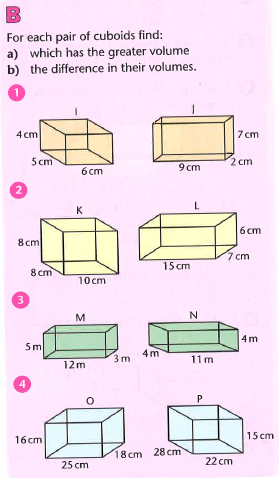 B
For each pair of cuboids find:
a) which has the greater volume
b) the difference in their volumes.
1
I
4 cm
5 cm
6 cm
J
7 cm
2 cm
9 cm
2
K
8 cm
8 cm
10 cm
L
6 cm
7 cm
15 cm
3
M
5 m
12 m
3 m
N
4 m
4 m
11 m
4
O
16 cm
25 cm
18 cm
P
28 cm
15 cm
22 cm